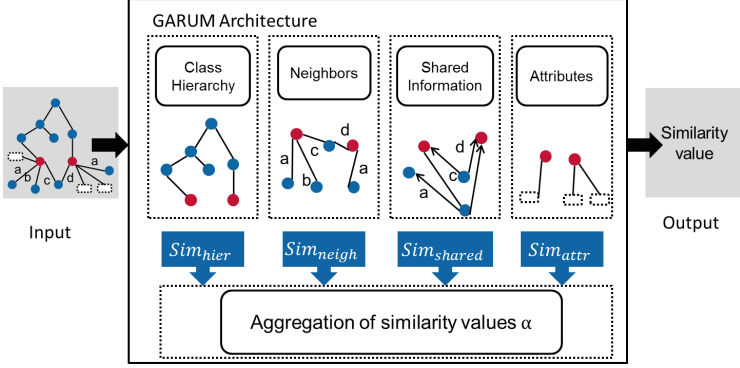 GARUM Architecture
Class
Hierarchy
Neighbors
Shared
Information
Attributes
a
b
c
d
a
Input
a
c
b
d
a
a
c
d
Similarity
value
Output
Sim_hier
Sim_neigh
Sim_shared
Sim_attr
Aggregation of similarity values α